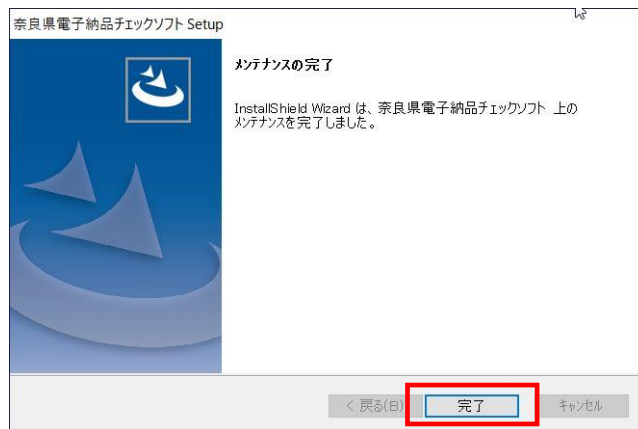 奈良県電子納品チェックソフト Setup
メンテナンスの完了
InstallShield Wizard は、奈良県電子納品チェックソフト 上の
メンテナンスを完了しました。
< 戻る(B)
完了
キャンセル